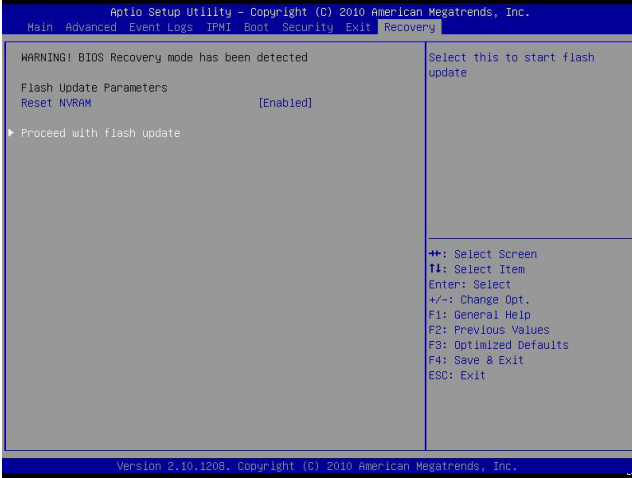 Aptio Setup Utility – Copyright (C) 2010 American Megatrends, Inc.
Main Advanced Event Logs IPMI Boot Security Exit Recovery
WARNING! BIOS Recovery mode has been detected
Flash Update Parameters
Reset NVRAM [Enabled]
Proceed with flash update
Select this to start flash
update
→←: Select Screen
↑↓: Select Item
Enter: Select
+/-: Change Opt.
F1: General Help
F2: Previous Values
F3: Optimized Defaults
F4: Save & Exit
ESC: Exit
Version 2.10.1208. Copyright (C) 2010 American Megatrends, Inc.